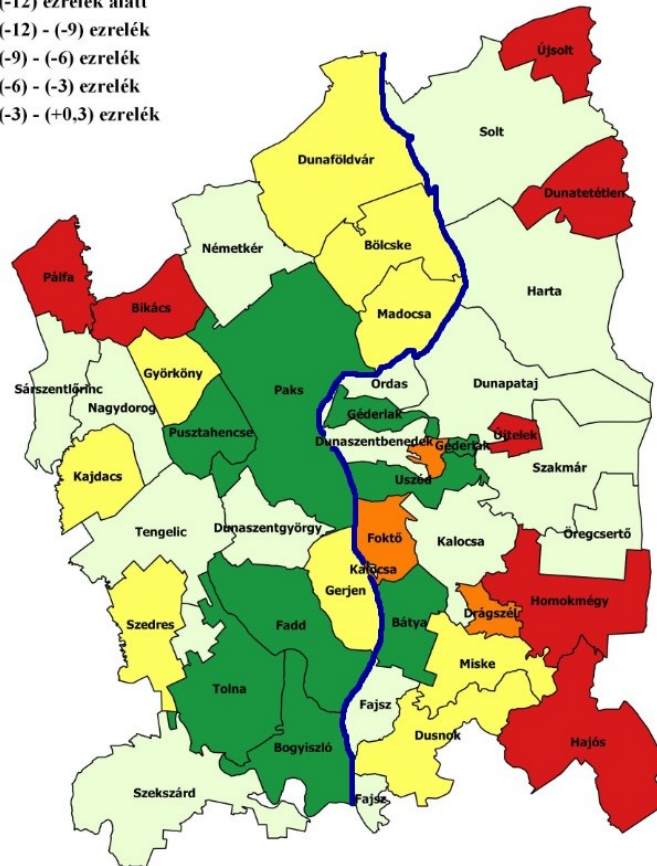 (-12) ezrelék alatt
(-12) - (-9) ezrelék
(-9) - (-6) ezrelék
(-6) - (-3) ezrelék
(-3) - (+0,3) ezrelék
Újsolt
Solt
Dunaföldvár
Dunatetétlen
Németkér
Bölcske
Pálfa
Harta
Bikács
Madocsa
Györköny
Ordas
Dunapataj
Sárszentlőrinc
Paks
Nagydorog
Géderlak
Pusztahencse
Dunaszentbenedek
Géderlak
Újtelek
Kajdacs
Uszód
Szakmár
Tengelic
Dunaszentgyörgy
Foktő
Kalocsa
Öregcsertő
Kalocsa
Gerjen
Homokmégy
Szedres
Fadd
Bátya
Drágszél
Miske
Tolna
Fajsz
Bogyiszló
Dusnok
Hajós
Szekszárd
Fajsz